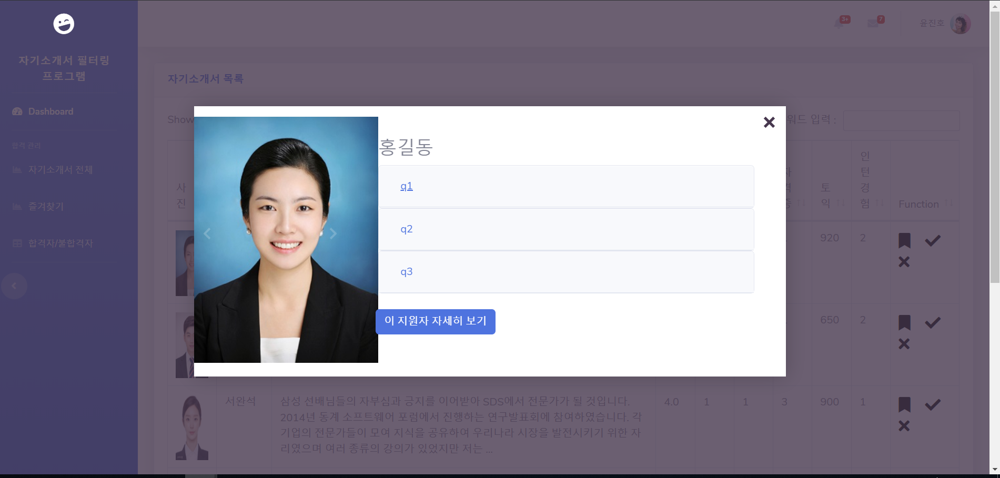 자기소개서 필터링
프로그램
Dashboard
합격 관리
자기소개서 전체
즐겨찾기
합격자/불합격자
3+
7
윤진호
자기소개서 목록
Show
워드 입력 :
사
진
토
익
인
턴
경
험
Function
920
2
650
2
홍길동
q1
q2
q3
이 지원자 자세히 보기
서완석
삼성 선배님들의 자부심과 긍지를 이어받아 SDS에서 전문가가 될 것입니다.
2014년 동계 소프트웨어 포럼에서 진행하는 연구발표회에 참여하였습니다. 각
기업의 전문가들이 모여 지식을 공유하여 우리나라 시장을 발전시키기 위한 자
리였으며 여러 종류의 강의가 있었지만 저는 ...
4.0
1
1
3
900
1